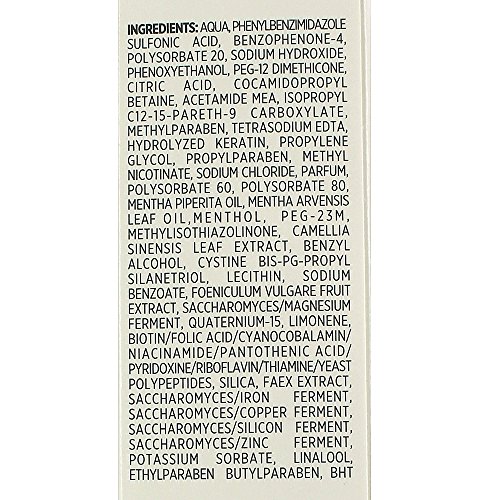 INGREDIENTS: AQUA, PHENYLBENZIMIDAZOLE
SULFONIC ACID, BENZOPHENONE-4,
POLYSORBATE 20, SODIUM HYDROXIDE,
PHENOXYETHANOL, PEG-12 DIMETHICONE,
CITRIC ACID, COCAMIDOPROPYL
BETAINE, ACETAMIDE MEA, ISOPROPYL
C12-15-PARETH-9 CARBOXYLATE,
METHYLPARABEN, TETRASODIUM EDTA,
HYDROLYZED KERATIN, PROPYLENE
GLYCOL, PROPYLPARABEN, METHYL
NICOTINATE, SODIUM CHLORIDE, PARFUM,
POLYSORBATE 60, POLYSORBATE 80,
MENTHA PIPERITA OIL, MENTHA ARVENSIS
LEAF OIL,MENTHOL, PEG-23M,
METHYLISOTHIAZOLINONE, CAMELLIA
SINENSIS LEAF EXTRACT, BENZYL
ALCOHOL, CYSTINE BIS-PG-PROPYL
SILANETRIOL, LECITHIN, SODIUM
BENZOATE, FOENICULUM VULGARE FRUIT
EXTRACT, SACCHAROMYCES/MAGNESIUM
FERMENT, QUATERNIUM-15, LIMONENE,
BIOTIN/FOLIC ACID/CYANOCOBALAMIN/
NIACINAMIDE/PANTOTHENIC ACID/
PYRIDOXINE/RIBOFLAVIN/THIAMINE/YEAST
POLYPEPTIDES, SILICA, FAEX EXTRACT,
SACCHAROMYCES/IRON FERMENT,
SACCHAROMYCES/COPPER FERMENT,
SACCHAROMYCES/SILICON FERMENT,
SACCHAROMYCES/ZINC FERMENT,
POTASSIUM SORBATE, LINALOOL,
ETHYLPARABEN BUTYLPARABEN, BHT